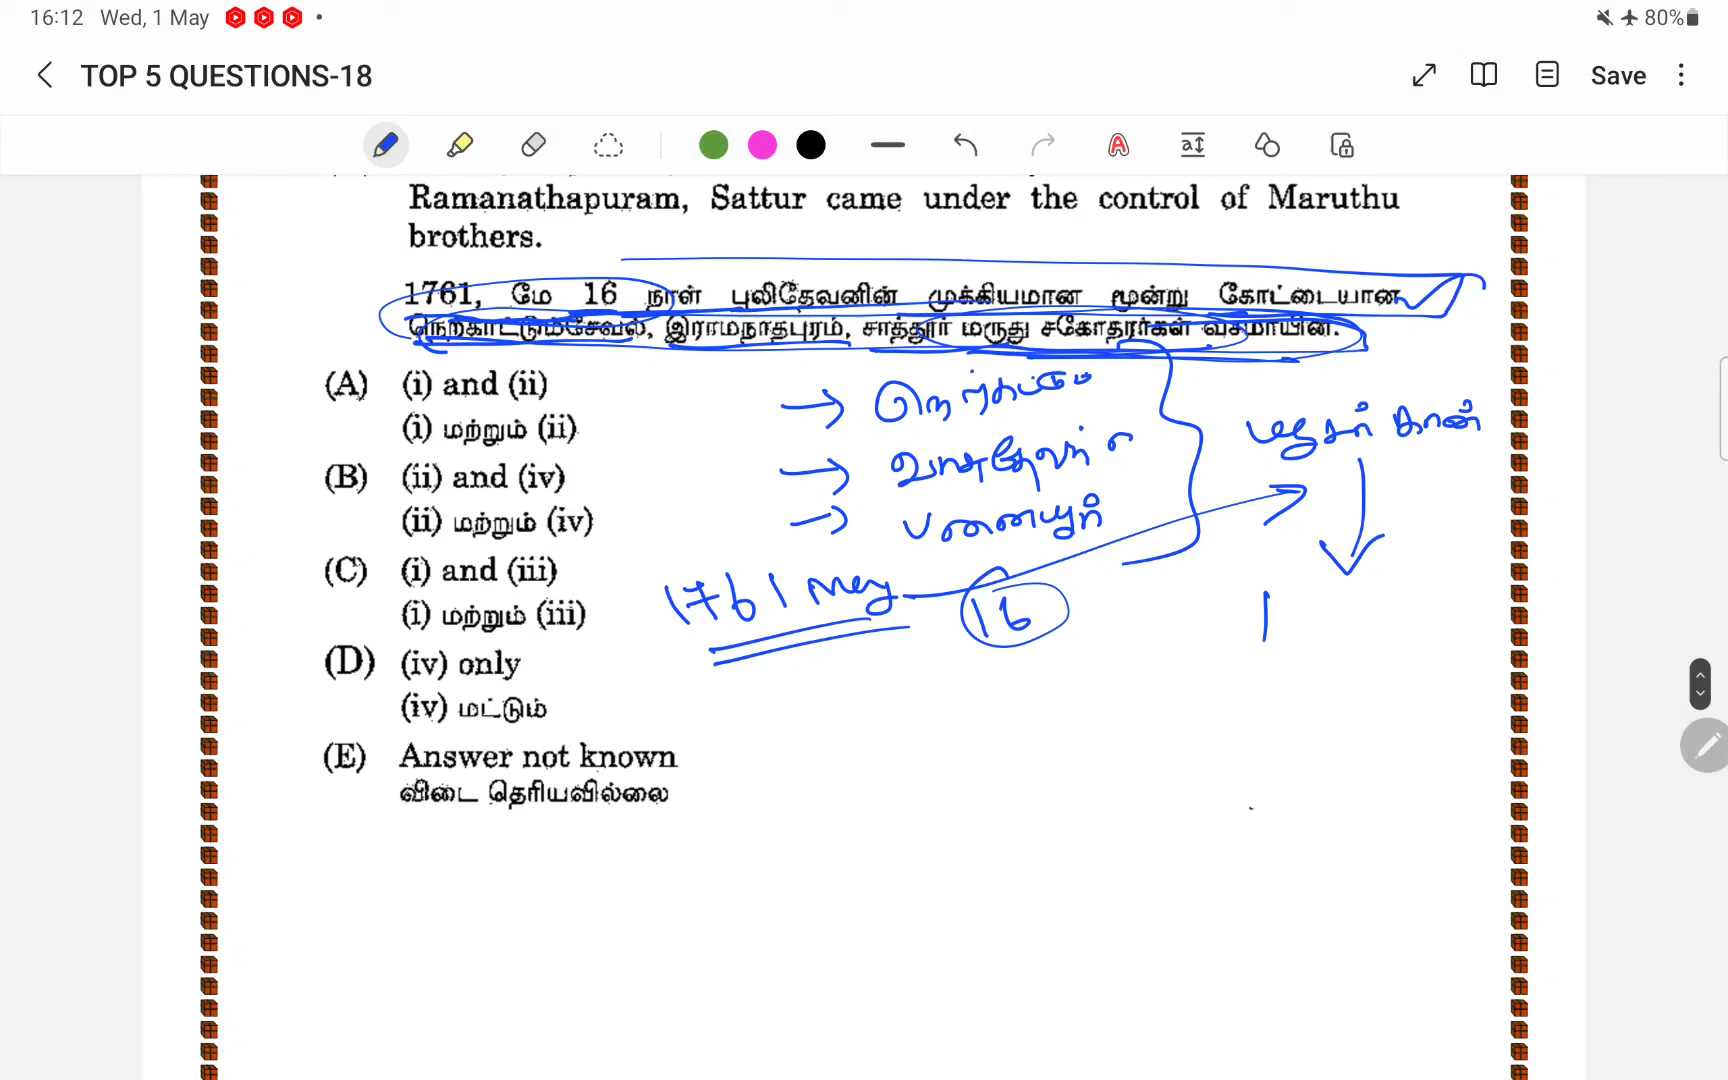 16:12 Wed, 1 May 80%
TOP 5 QUESTIONS-18 Save
Ramanathapuram, Sattur came under the control of Maruthu
brothers.
1761, மே 16 நாள் புலிதேவனின் முக்கியமான மூன்று கோட்டையான
நெற்காட்டும்சேவல், இராமநாதபுரம், சாத்தூர் மருது சகோதரர்கள் வசமாயின.
(A) (i) and (ii)
(i) மற்றும் (ii)
(B) (ii) and (iv)
(ii) மற்றும் (iv)
(C) (i) and (iii)
(i) மற்றும் (iii)
(D) (iv) only
(iv) மட்டும்
(E) Answer not known
விடை தெரியவில்லை
1761 May 16